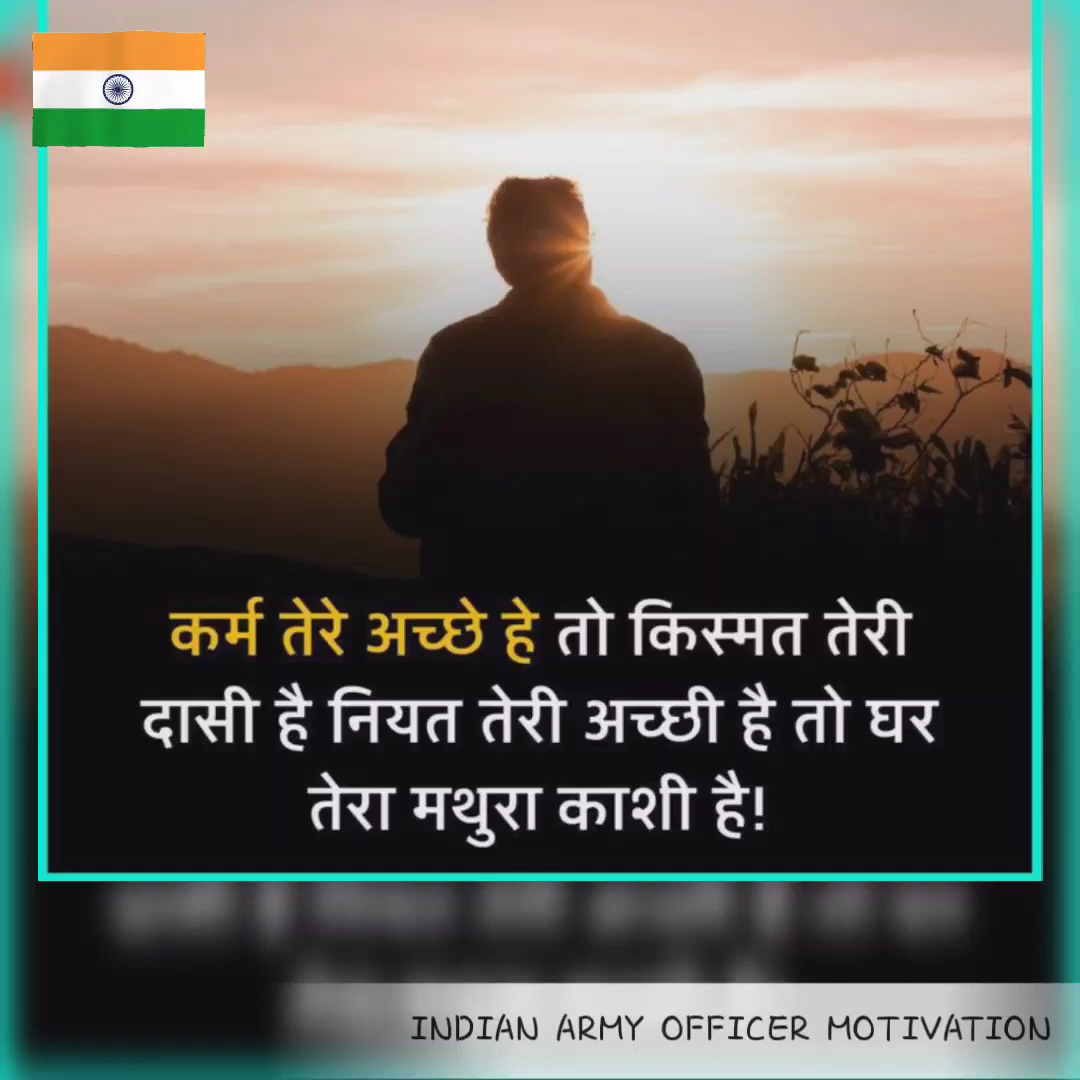 कर्म तेरे अच्छे हे तो किस्मत तेरी
दासी है नियत तेरी अच्छी है तो घर
तेरा मथुरा काशी है!
INDIAN ARMY OFFICER MOTIVATION